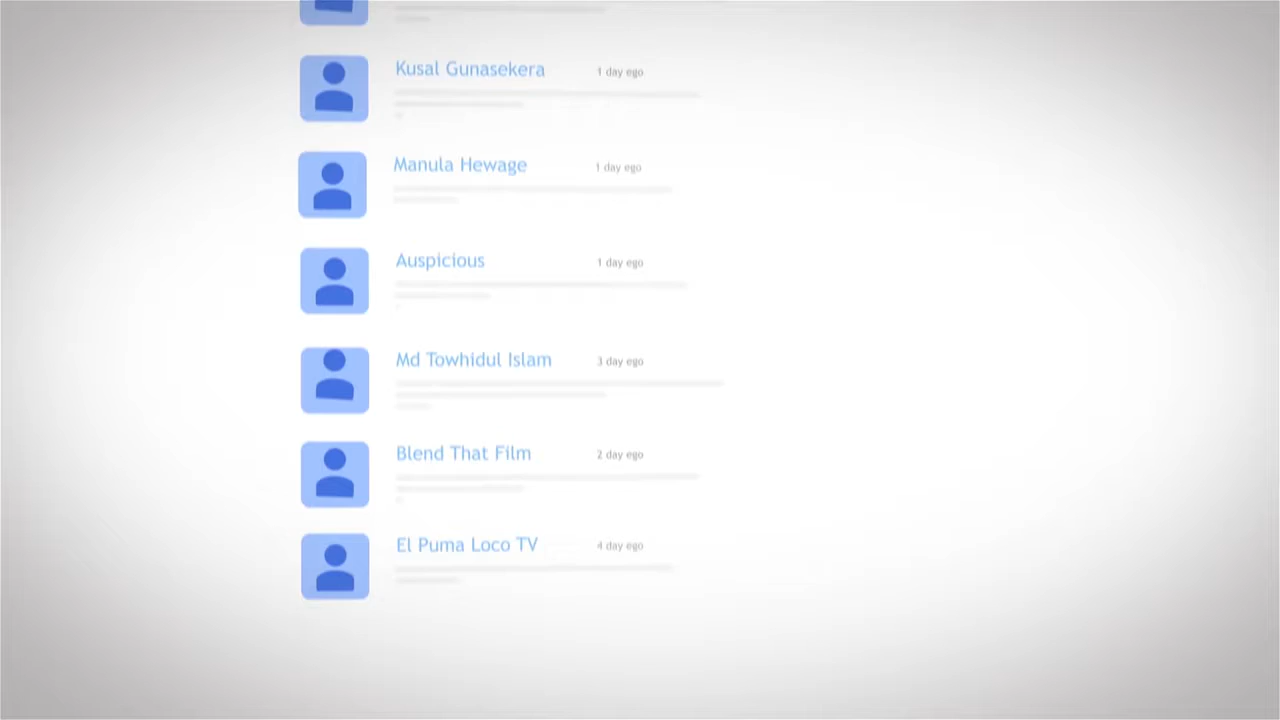 Kusal Gunasekera 1 day ego
Manula Hewage 1 day ego
Auspicious 1 day ego
Md Towhidul Islam 3 day ego
Blend That Film 2 day ego
El Puma Loco TV 4 day ego